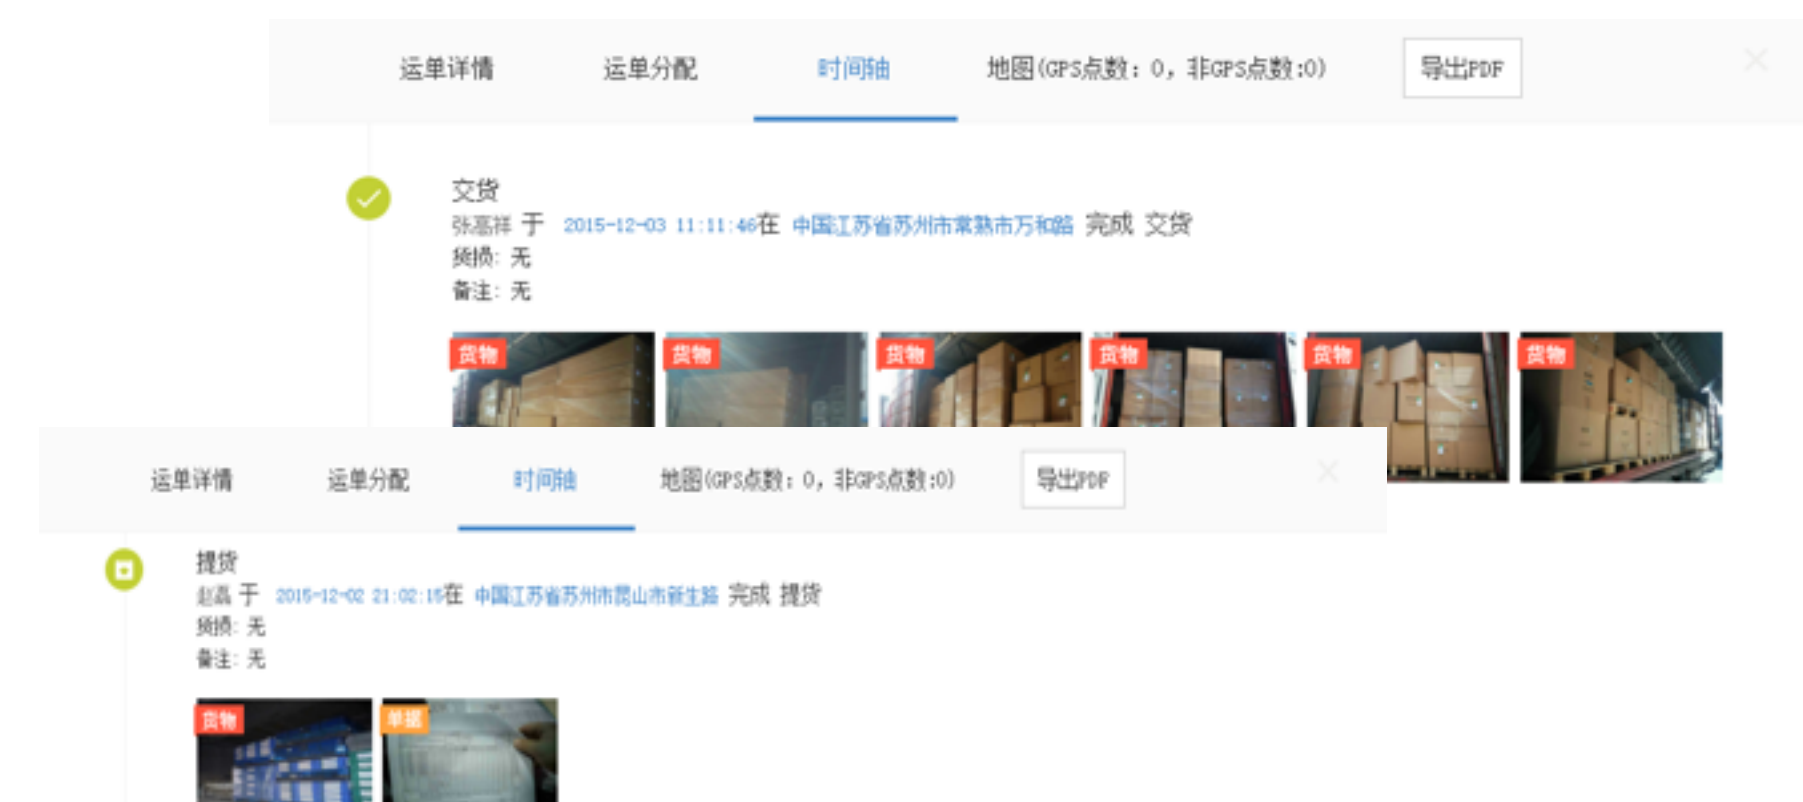 运单详情 运单分配 时间轴 地图(GPS点数: 0, 非GPS点数:0) 导出PDF
交货
张高祥 于 2015-12-03 11:11:46在 中国江苏省苏州市常熟市万和路 完成 交货
货损: 无
备注: 无
货物 货物 货物 货物 货物 货物
运单详情 运单分配 时间轴 地图(GPS点数: 0, 非GPS点数:0) 导出PDF
提货
赵磊 于 2015-12-02 21:02:15在 中国江苏省苏州市昆山市新生路 完成 提货
货损: 无
备注: 无
货物 单据